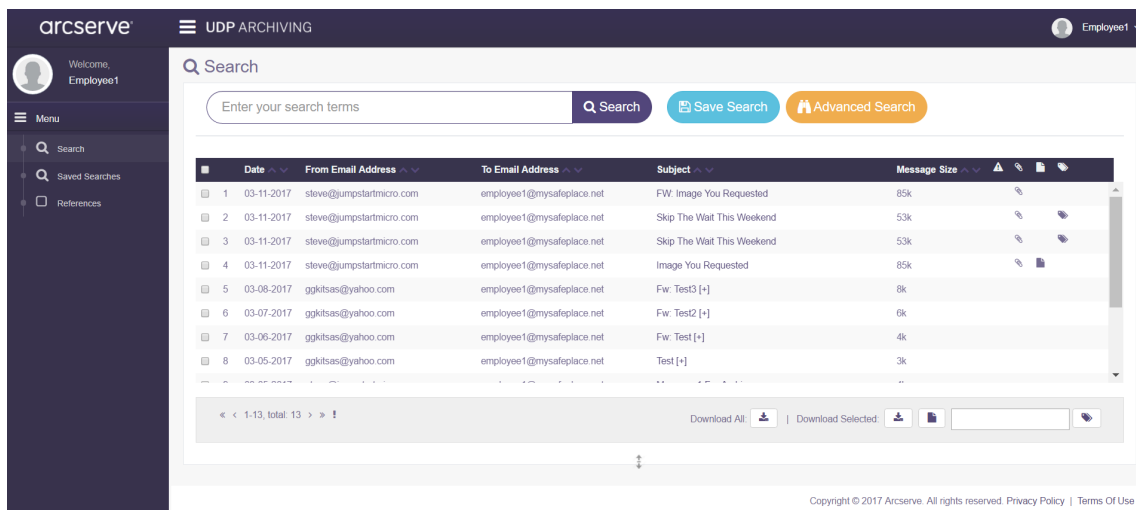 arcserve UDP ARCHIVING Employee1
Welcome,
Employee1
Menu
Search
Saved Searches
References
Search
Enter your search terms Search Save Search Advanced Search
Date From Email Address To Email Address Subject Message Size
1 03-11-2017 steve@jumpstartmicro.com employee1@mysafeplace.net FW: Image You Requested 85k
2 03-11-2017 steve@jumpstartmicro.com employee1@mysafeplace.net Skip The Wait This Weekend 53k
3 03-11-2017 steve@jumpstartmicro.com employee1@mysafeplace.net Skip The Wait This Weekend 53k
4 03-11-2017 steve@jumpstartmicro.com employee1@mysafeplace.net Image You Requested 85k
5 03-08-2017 ggkitsas@yahoo.com employee1@mysafeplace.net Fw: Test3 [+] 8k
6 03-07-2017 ggkitsas@yahoo.com employee1@mysafeplace.net Fw: Test2 [+] 6k
7 03-06-2017 ggkitsas@yahoo.com employee1@mysafeplace.net Fw: Test [+] 4k
8 03-05-2017 ggkitsas@yahoo.com employee1@mysafeplace.net Test [+] 3k
« < 1-13, total: 13 > » ! Download All: | Download Selected:
Copyright © 2017 Arcserve. All rights reserved. Privacy Policy | Terms Of Use